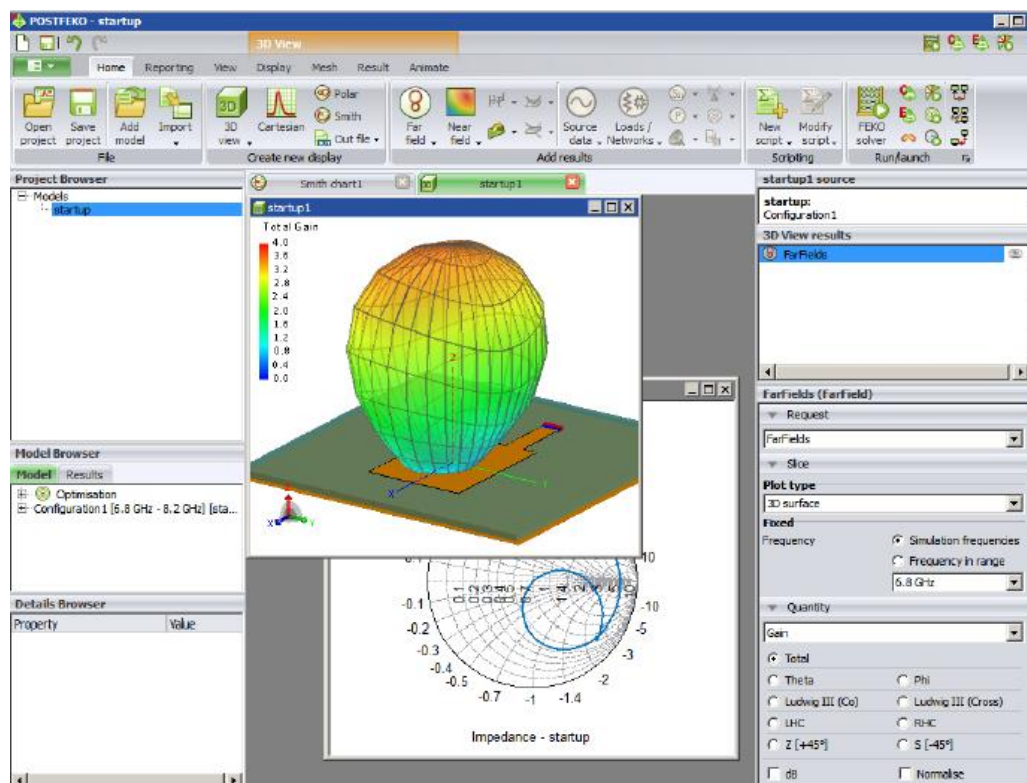 POSTFEKO - startup
3D View
Home Reporting View Display Mesh Result Animate
Open project
Save project
Add model
Import
File
3D view
Cartesian
Polar
Smith
Out file
Create new display
Far field
Near field
Source data
Loads / Networks
Add results
New script
Modify script
Scripting
FEKO solver
Run/launch
Project Browser
Models
startup
Model Browser
Model Results
Optimisation
Configuration1 [6.8 GHz - 8.2 GHz] [sta...
Details Browser
Property Value
Smith chart1
startup1
startup1
Total Gain
4.0
3.6
3.2
2.8
2.4
2.0
1.6
1.2
0.8
0.4
0.0
Z
X
Y
X
Y
10
-0.1
-0.2
-0.3
-0.4
-0.5
-0.7
-1
-1.4
-2
-3
-5
-10
Impedance - startup
startup1 source
startup:
Configuration1
3D View results
FarFields
FarFields (FarField)
Request
FarFields
Slice
Plot type
3D surface
Fixed
Frequency
Simulation frequencies
Frequency in range
6.8 GHz
Quantity
Gain
Total
Theta Phi
Ludwig III (Co) Ludwig III (Cross)
LHC RHC
Z [+45°] S [-45°]
dB Normalise